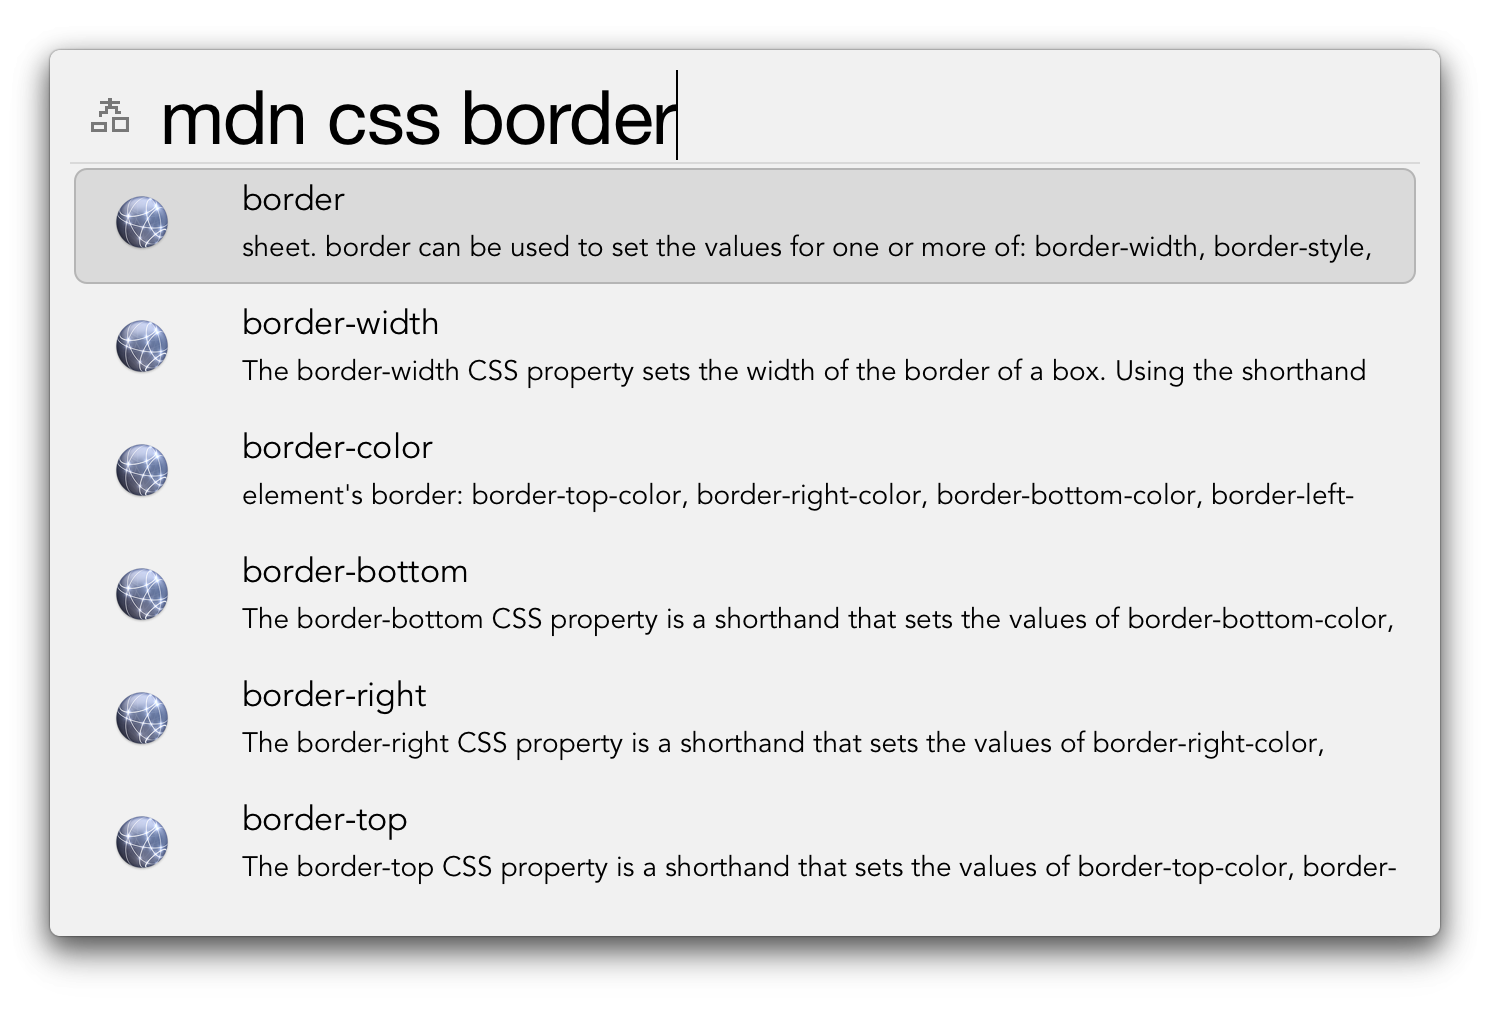 mdn css border
border
sheet. border can be used to set the values for one or more of: border-width, border-style,
border-width
The border-width CSS property sets the width of the border of a box. Using the shorthand
border-color
element's border: border-top-color, border-right-color, border-bottom-color, border-left-
border-bottom
The border-bottom CSS property is a shorthand that sets the values of border-bottom-color,
border-right
The border-right CSS property is a shorthand that sets the values of border-right-color,
border-top
The border-top CSS property is a shorthand that sets the values of border-top-color, border-